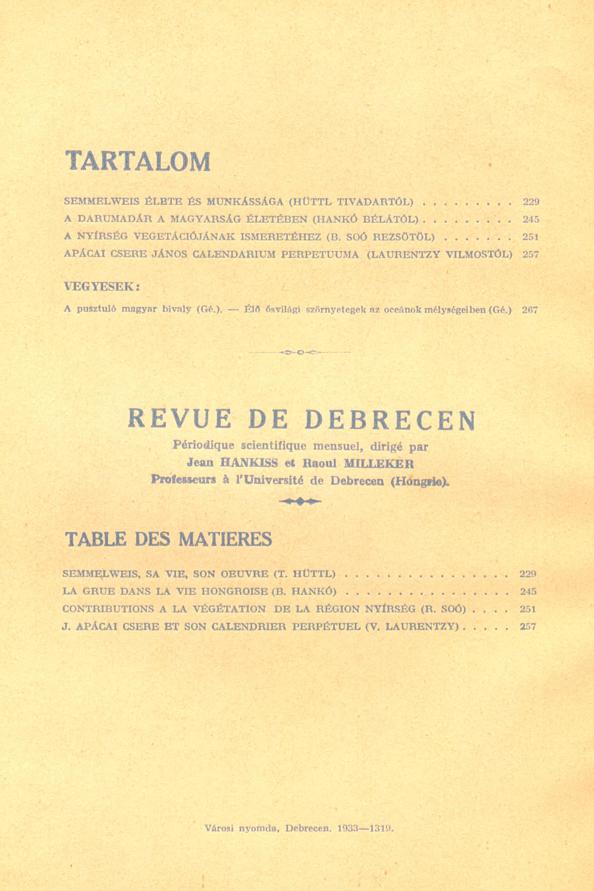 TARTALOM
SEMMELWEIS ÉLETE ÉS MUNKÁSSÁGA (HÜTTL TIVADARTÓL) . . . . . . . . . 229
A DARUMADÁR A MAGYARSÁG ÉLETÉBEN (HANKÓ BÉLÁTÓL) . . . . . . . . . 245
A NYÍRSÉG VEGETÁCIÓJÁNAK ISMERETÉHEZ (B. SOÓ REZSŐTŐL) . . . . . . . 251
APÁCAI CSERE JÁNOS CALENDARIUM PERPETUUMA (LAURENTZY VILMOSTÓL) 257
VEGYESEK:
A pusztuló magyar bivaly (Gé.). — Élő ősvilági szörnyetegek az oceánok mélységeiben (Gé.) 267
REVUE DE DEBRECEN
Périodique scientifique mensuel, dirigé par
Jean HANKISS et Raoul MILLEKER
Professeurs à l'Université de Debrecen (Hongrie).
TABLE DES MATIERES
SEMMELWEIS, SA VIE, SON OEUVRE (T. HÜTTL) . . . . . . . . . . . . . . . 229
LA GRUE DANS LA VIE HONGROISE (B. HANKÓ) . . . . . . . . . . . . . . . 245
CONTRIBUTIONS A LA VÉGÉTATION DE LA RÉGION NYÍRSÉG (R. SOÓ) . . . . 251
J. APÁCAI CSERE ET SON CALENDRIER PERPÉTUEL (V. LAURENTZY) . . . . . 257
Városi nyomda, Debrecen. 1933—1319.